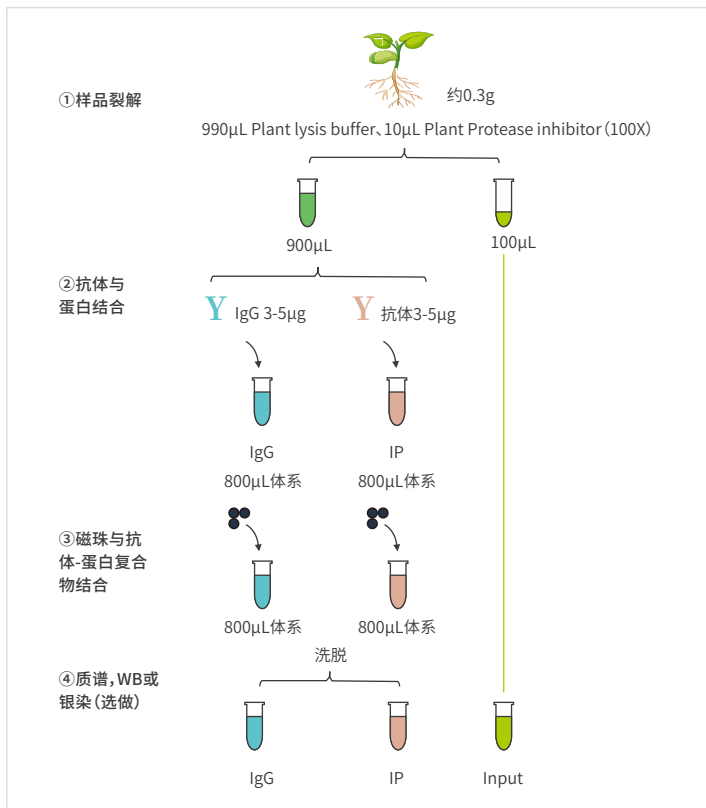 ①样品裂解
约0.3g
990μL Plant lysis buffer、10μL Plant Protease inhibitor（100X）
900μL
100μL
②抗体与
蛋白结合
Y IgG 3-5μg
Y 抗体3-5μg
IgG
IP
800μL体系
800μL体系
③磁珠与抗
体-蛋白复合
物结合
800μL体系
800μL体系
洗脱
④质谱，WB或
银染（选做）
IgG
IP
Input